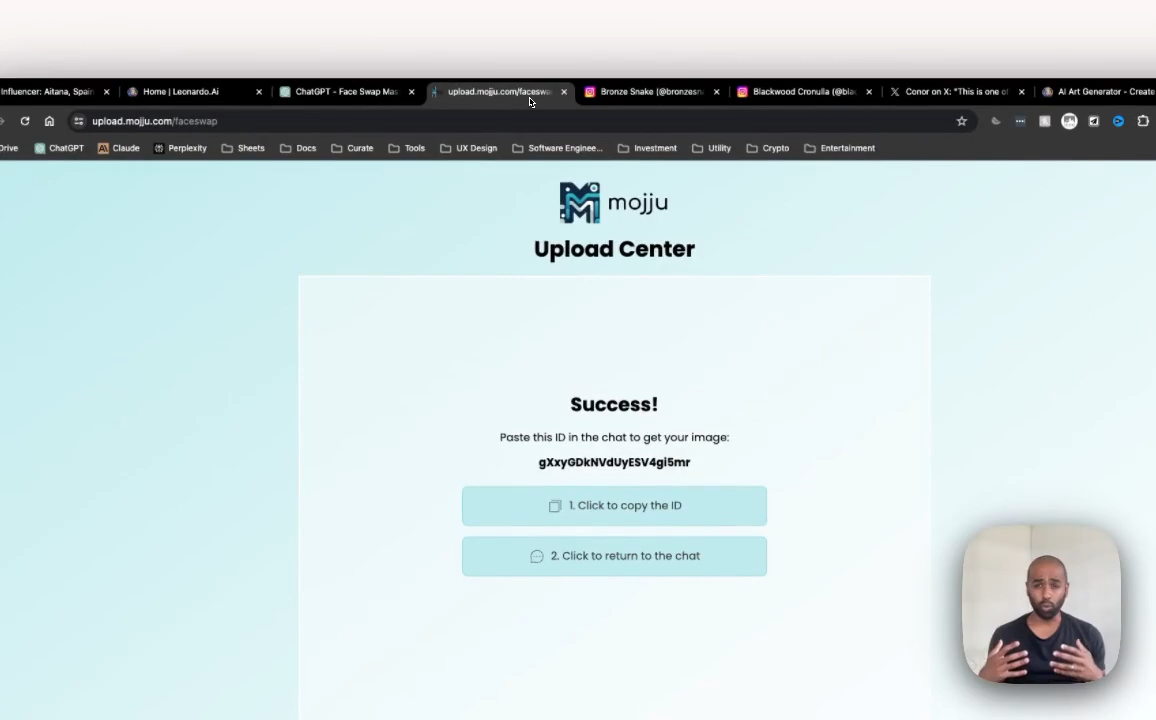 Influencer: Aitana, Spain
Home | Leonardo.Ai
ChatGPT - Face Swap Mas
upload.mojju.com/faceswa
Bronze Snake (@bronzesn
Blackwood Cronulla (@bla
Conor on X: "This is one of
AI Art Generator - Create
upload.mojju.com/faceswap
Drive
ChatGPT
Claude
Perplexity
Sheets
Docs
Curate
Tools
UX Design
Software Enginee...
Investment
Utility
Crypto
Entertainment
mojju
Upload Center
Success!
Paste this ID in the chat to get your image:
gXxyGDkNVdUyESV4gi5mr
1. Click to copy the ID
2. Click to return to the chat